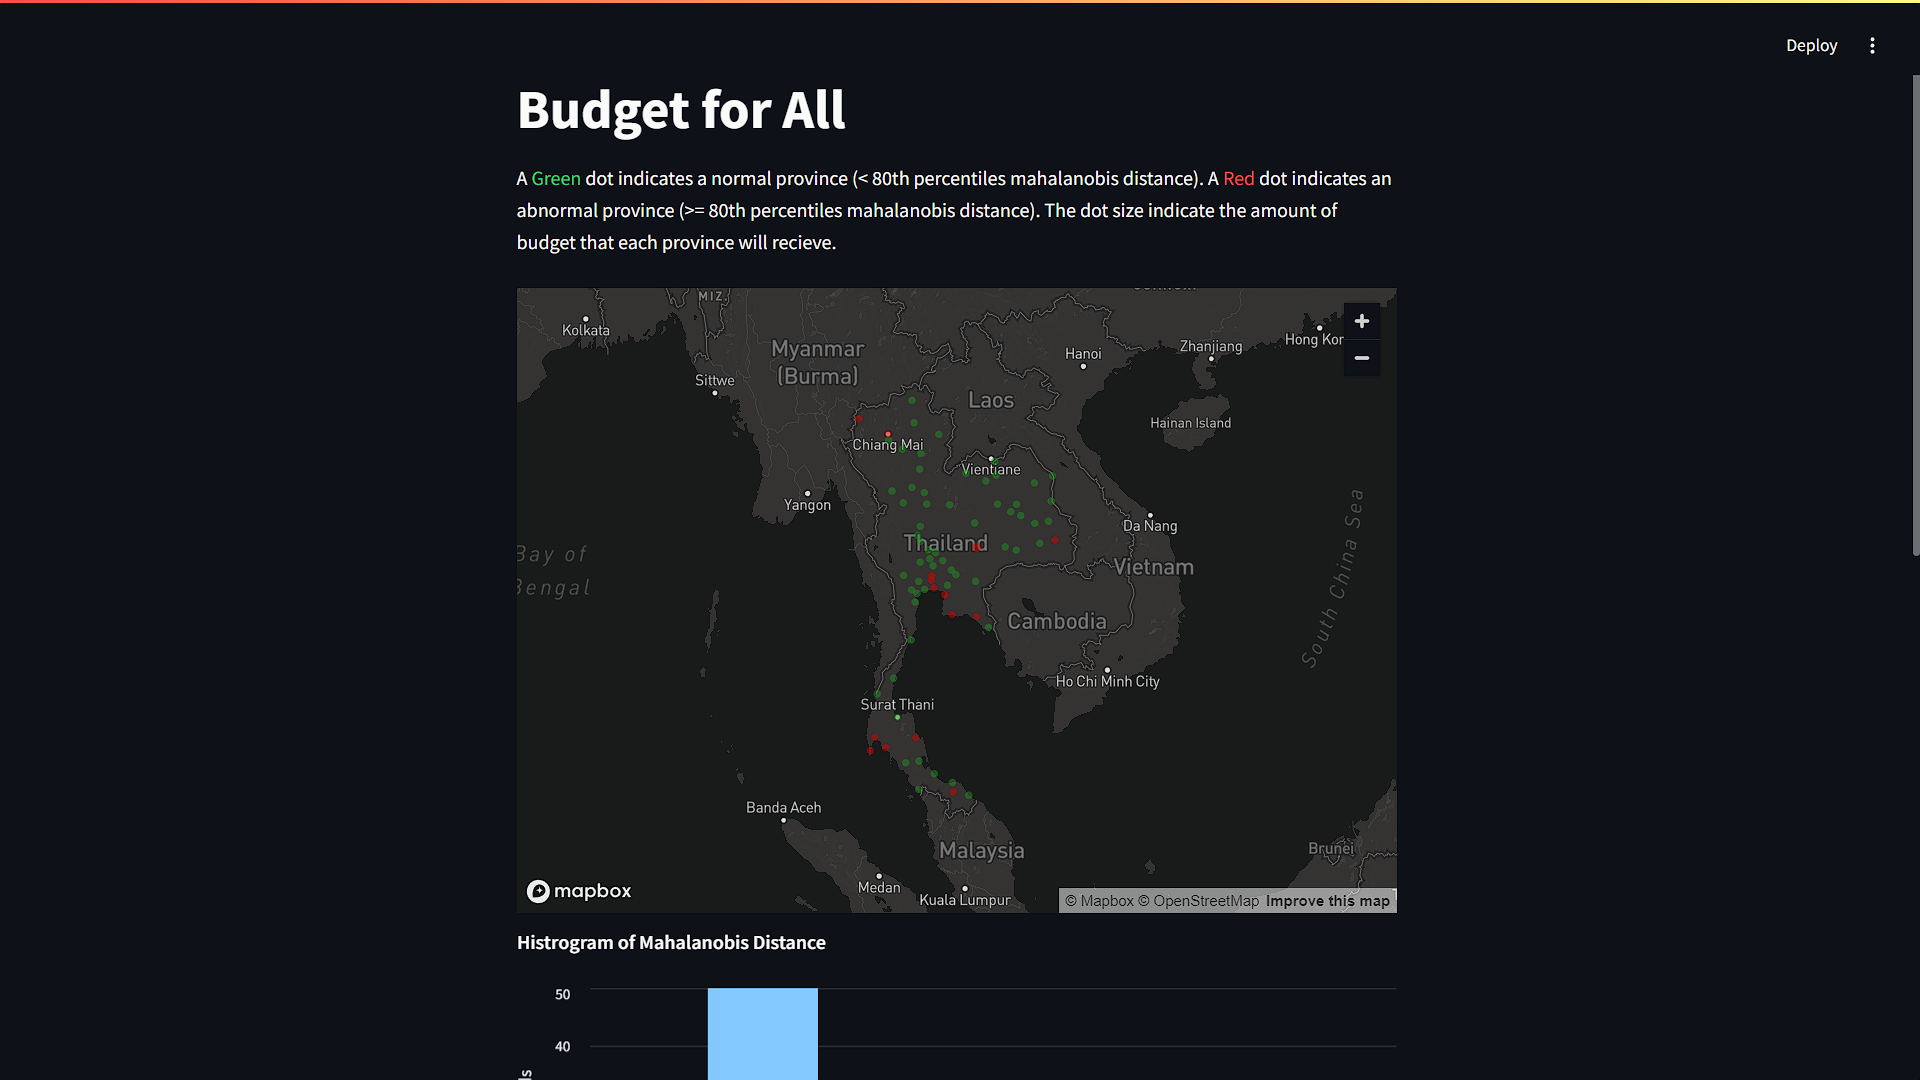 Deploy
Budget for All
A Green dot indicates a normal province (< 80th percentiles mahalanobis distance). A Red dot indicates an
abnormal province (>= 80th percentiles mahalanobis distance). The dot size indicate the amount of
budget that each province will recieve.
MIZ.
Kolkata
Hong Kor
Zhanjiang
Myanmar
(Burma)
Hanoi
Sittwe
Laos
Hainan Island
Chiang Mai
Vientiane
Yangon
Da Nang
Thailand
Bay of
Bengal
Vietnam
South China Sea
Cambodia
Ho Chi Minh City
Surat Thani
Banda Aceh
Malaysia
Brunei
Medan
Kuala Lumpur
mapbox
© Mapbox © OpenStreetMap Improve this map
Histrogram of Mahalanobis Distance
50
40